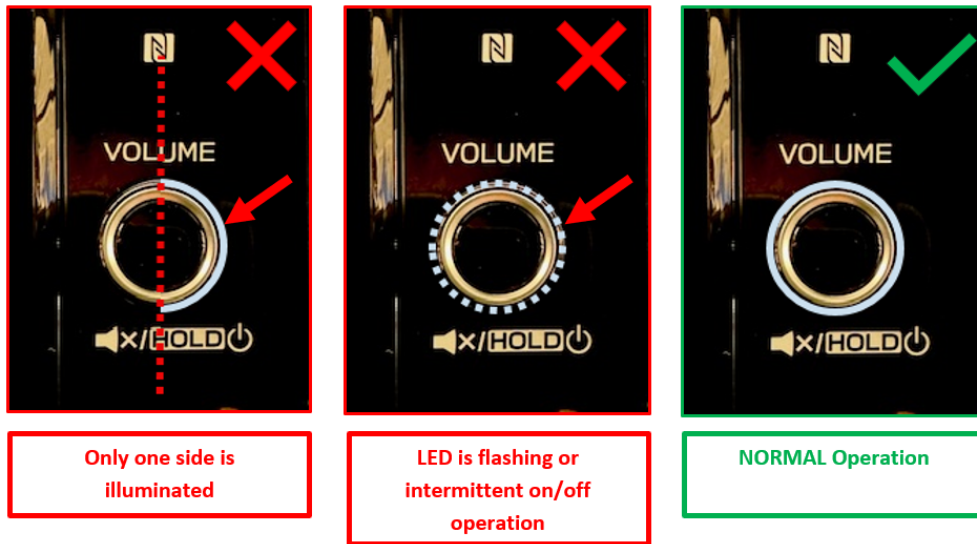 VOLUME
/HOLD
Only one side is
illuminated
VOLUME
/HOLD
LED is flashing or
intermittent on/off
operation
VOLUME
/HOLD
NORMAL Operation